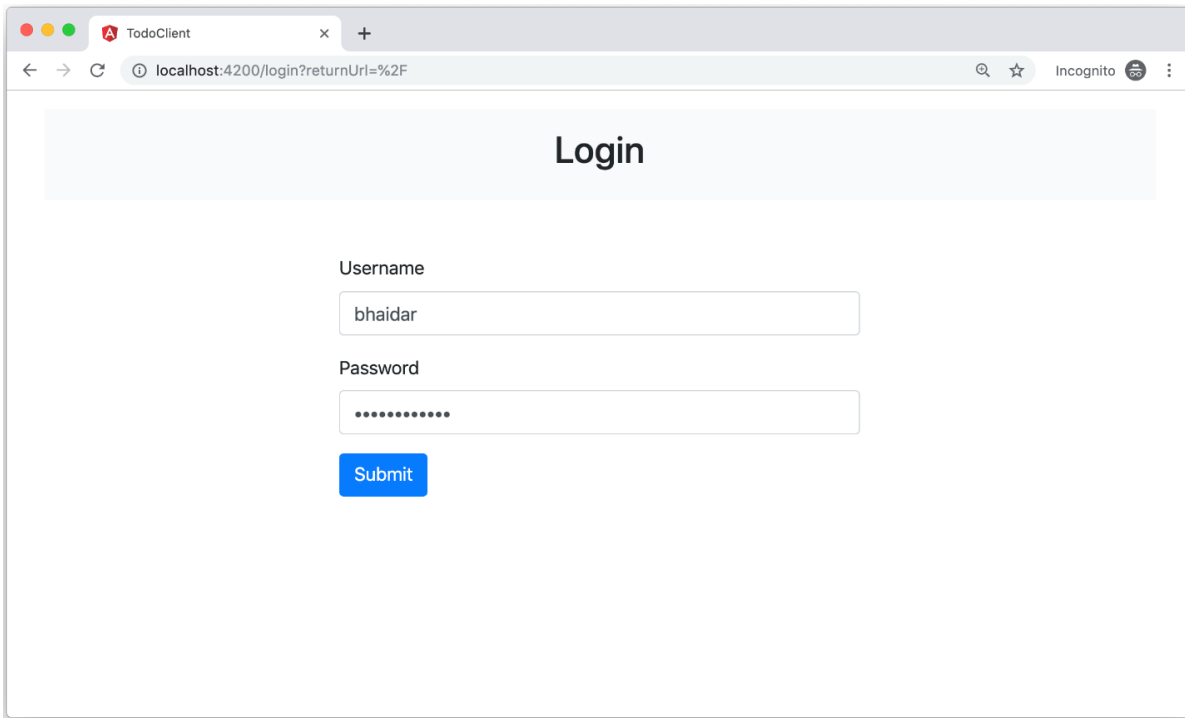 TodoClient
localhost:4200/login?returnUrl=%2F
Incognito
Login
Username
bhaidar
Password
••••••••••••
Submit